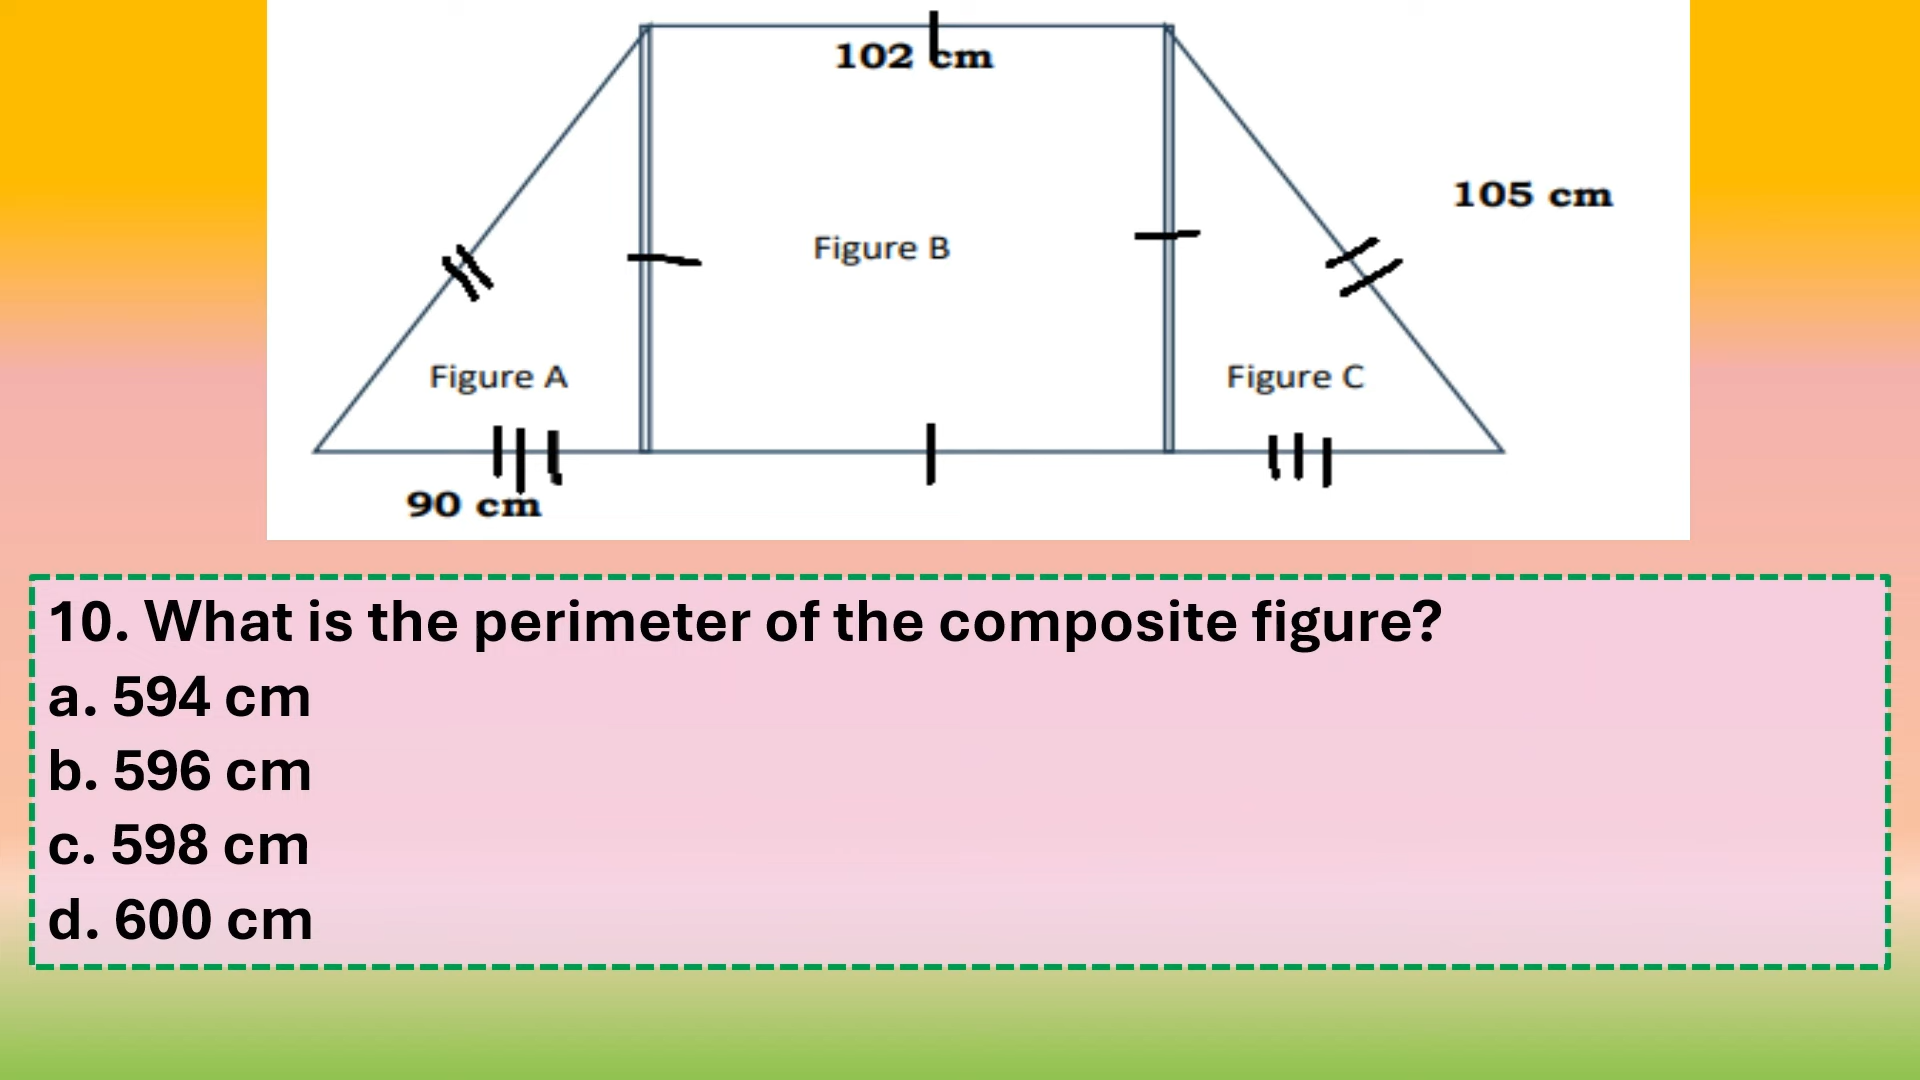 102 cm
105 cm
Figure B
Figure A
Figure C
90 cm
10. What is the perimeter of the composite figure?
a. 594 cm
b. 596 cm
c. 598 cm
d. 600 cm